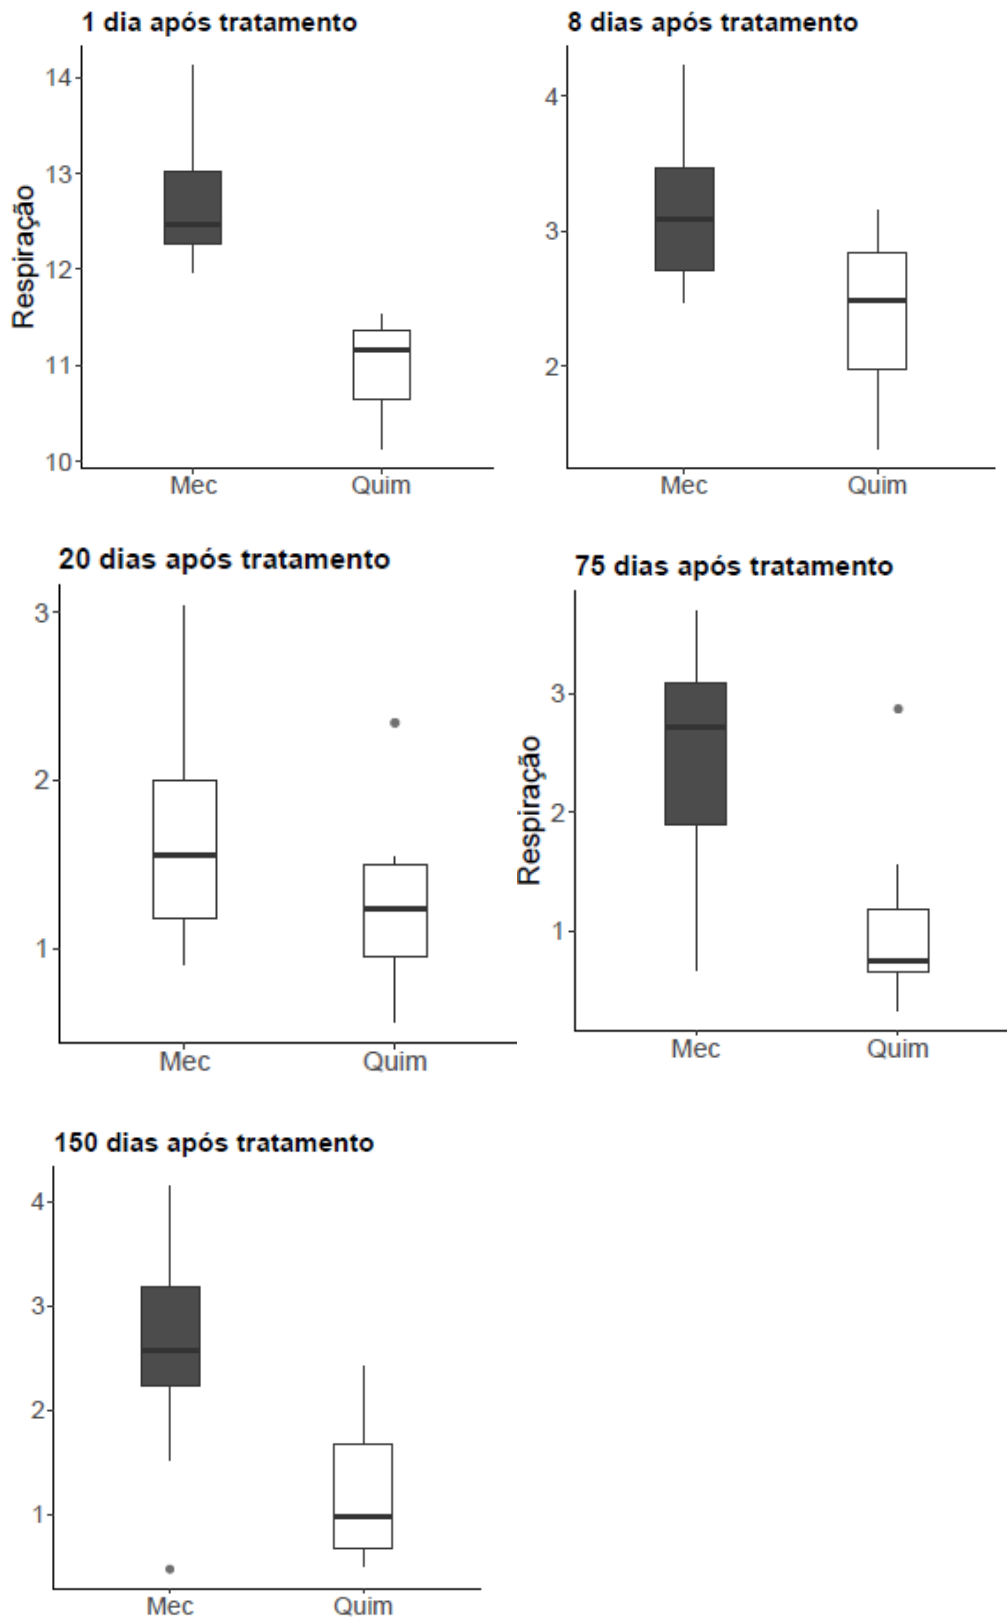 1 dia após tratamento
14
13
12
11
10
Respiração
Mec Quim
8 dias após tratamento
4
3
2
Mec Quim
20 dias após tratamento
3
2
1
Mec Quim
75 dias após tratamento
3
2
1
Respiração
Mec Quim
150 dias após tratamento
4
3
2
1
Mec Quim